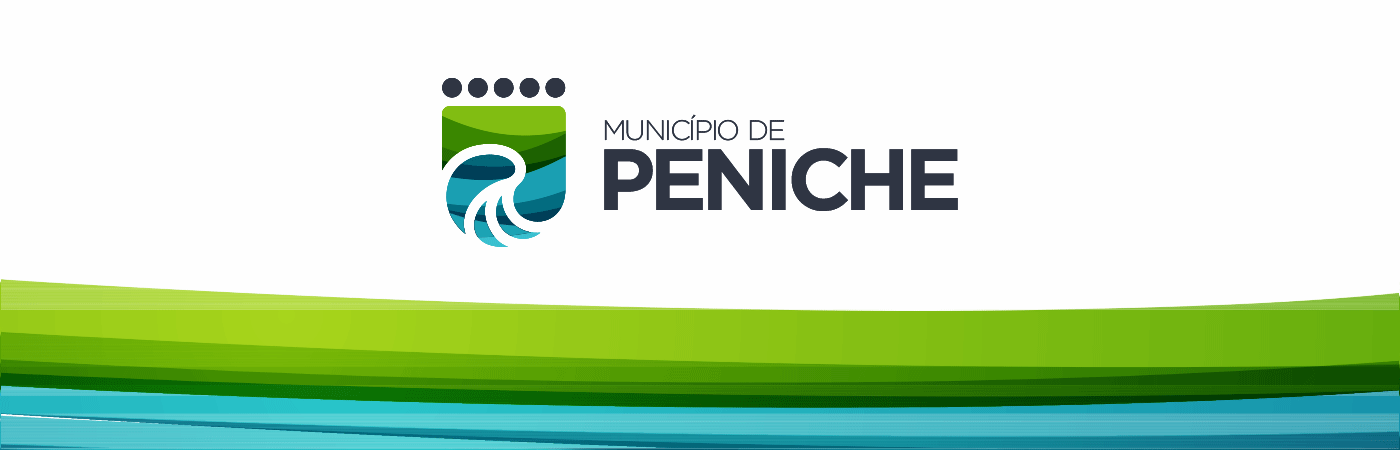 MUNICÍPIO DE
PENICHE